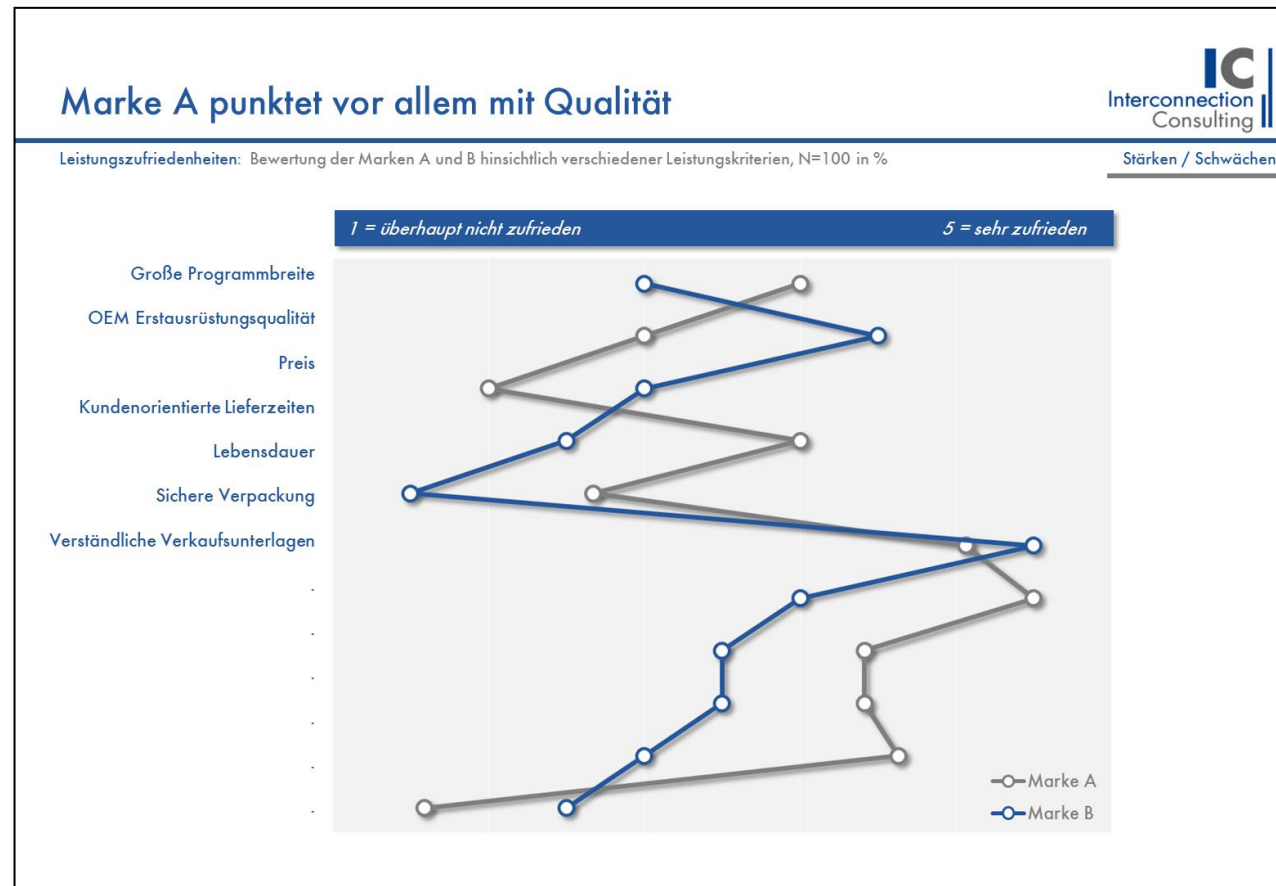 Marke A punktet vor allem mit Qualität
IC
Interconnection
Consulting
Leistungszufriedenheiten: Bewertung der Marken A und B hinsichtlich verschiedener Leistungskriterien, N=100 in %
Stärken / Schwächen
1 = überhaupt nicht zufrieden
5 = sehr zufrieden
Große Programmbreite
OEM Erstausrüstungsqualität
Preis
Kundenorientierte Lieferzeiten
Lebensdauer
Sichere Verpackung
Verständliche Verkaufsunterlagen
.
.
.
.
.
.
Marke A
Marke B